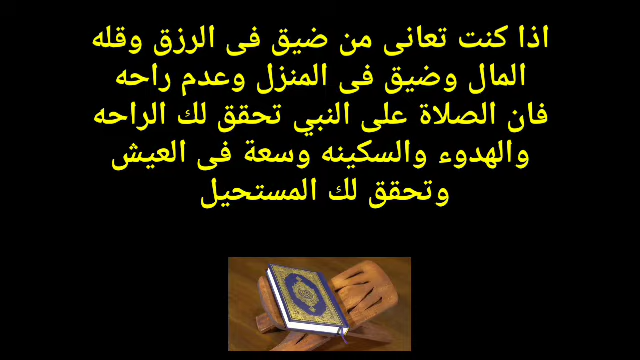 اذا كنت تعانى من ضيق فى الرزق وقله
المال وضيق فى المنزل وعدم راحه
فان الصلاة على النبي تحقق لك الراحه
والهدوء والسكينه وسعة فى العيش
وتحقق لك المستحيل